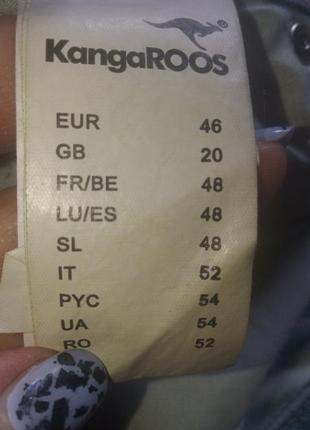 KangaROOS
EUR 46
GB 20
FR/BE 48
LU/ES 48
SL 48
IT 52
РУС 54
UA 54
RO 52